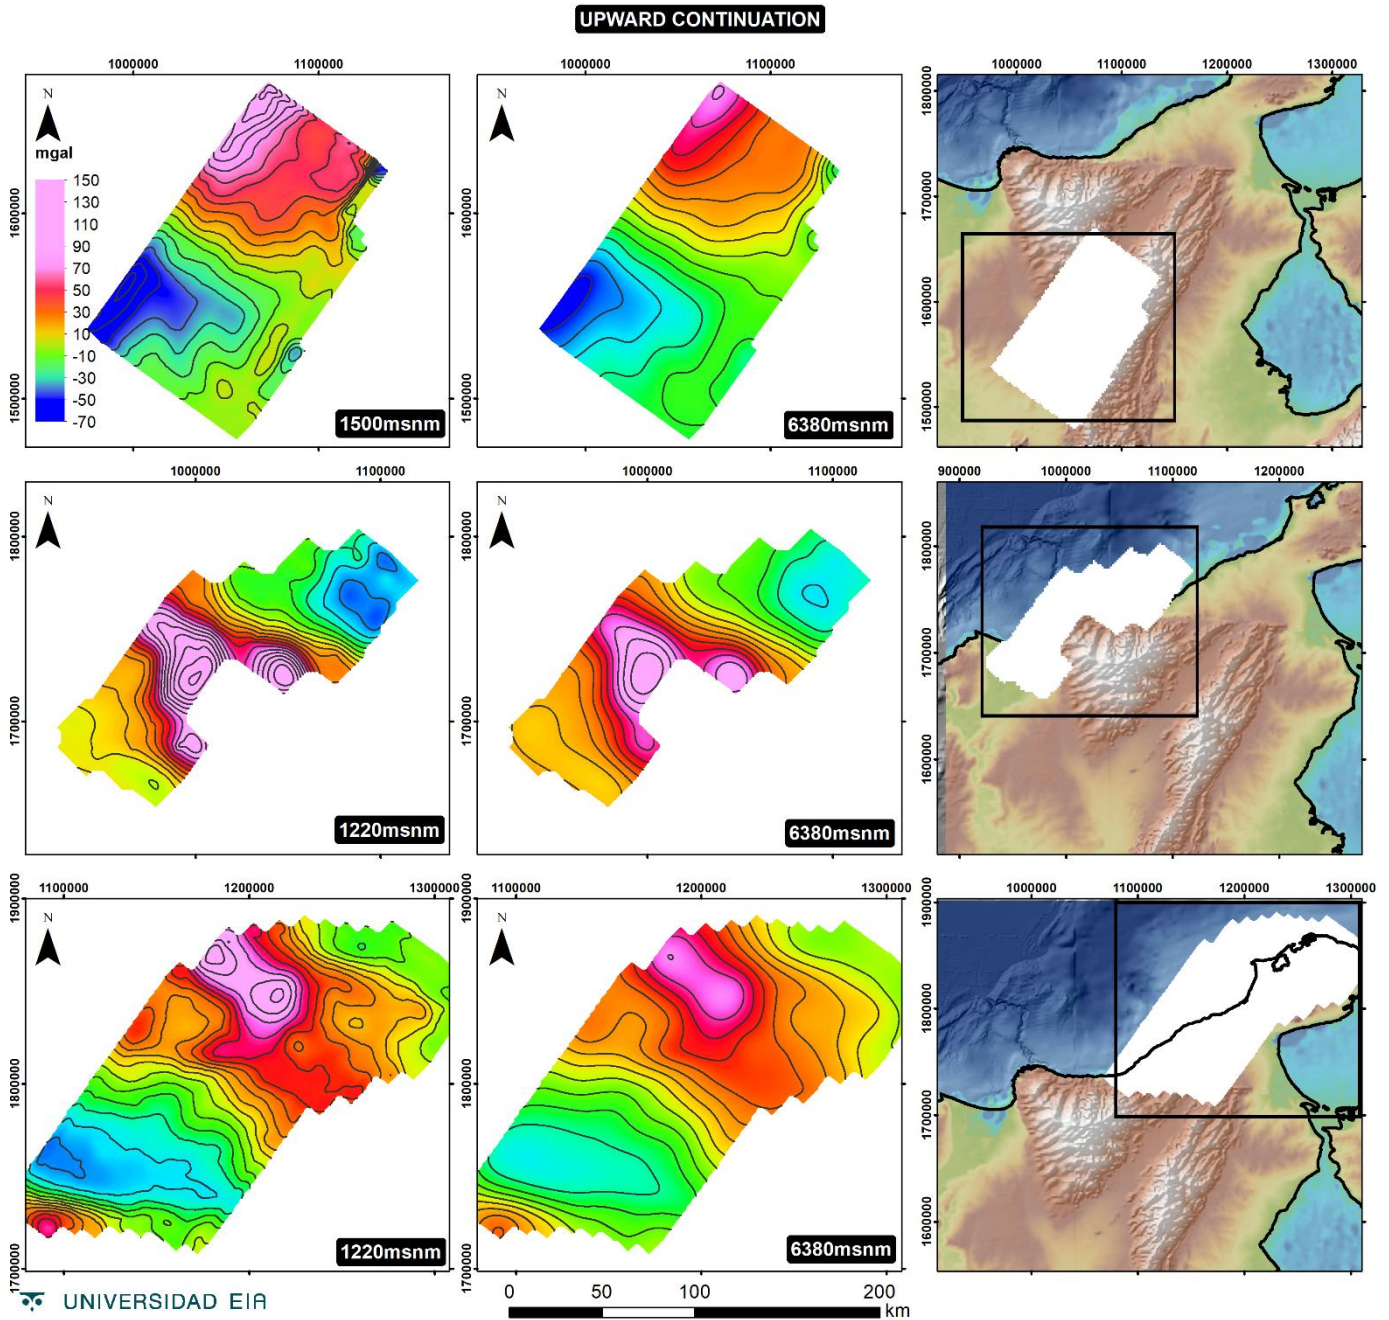 UPWARD CONTINUATION
1000000 1100000
1000000 1100000
1000000 1100000 1200000 1300000
N
N
mgal
150
130
110
90
70
50
30
10
-10
-30
-50
-70
1600000
1500000
1600000
1500000
1800000
1700000
1600000
1500000
1500msnm
6380msnm
1000000 1100000
1000000 1100000
900000 1000000 1100000 1200000
N
N
1800000
1700000
1800000
1700000
1800000
1700000
1600000
1220msnm
6380msnm
1100000 1200000 1300000
1100000 1200000 1300000
1000000 1100000 1200000 1300000
N
N
1900000
1800000
1700000
1900000
1800000
1700000
1900000
1800000
1700000
1600000
1220msnm
6380msnm
UNIVERSIDAD EIA
0 50 100 200
km